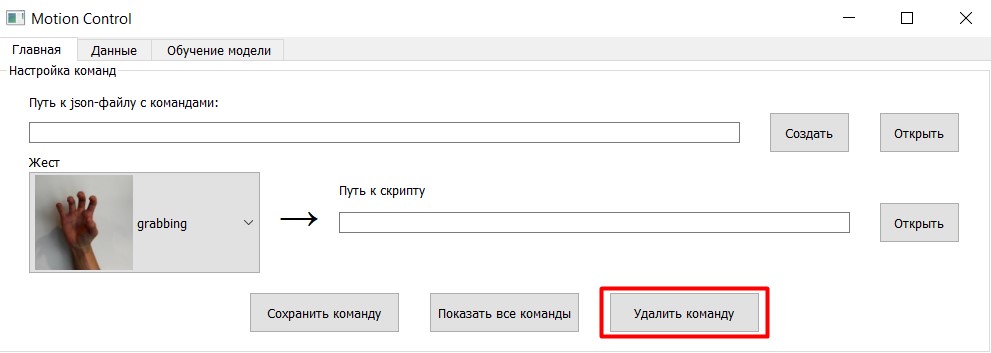 Motion Control
Главная Данные Обучение модели
Настройка команд
Путь к json-файлу с командами:
Создать Открыть
Жест
grabbing
Путь к скрипту
Открыть
Сохранить команду Показать все команды Удалить команду